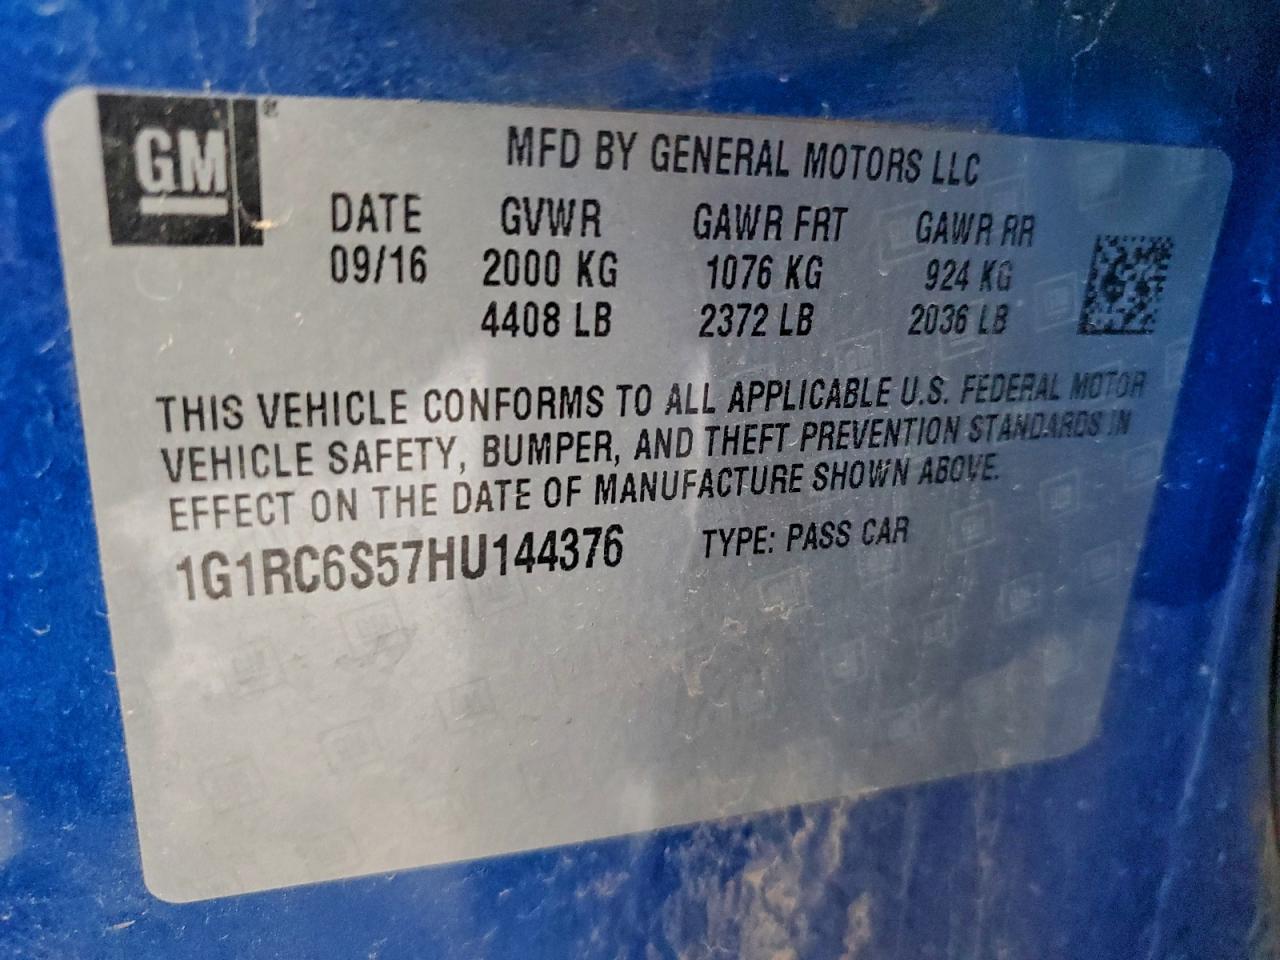 GM®
MFD BY GENERAL MOTORS LLC
DATE GVWR GAWR FRT GAWR RR
09/16 2000 KG 1076 KG 924 KG
4408 LB 2372 LB 2036 LB
THIS VEHICLE CONFORMS TO ALL APPLICABLE U.S. FEDERAL MOTOR
VEHICLE SAFETY, BUMPER, AND THEFT PREVENTION STANDARDS IN
EFFECT ON THE DATE OF MANUFACTURE SHOWN ABOVE.
1G1RC6S57HU144376 TYPE: PASS CAR